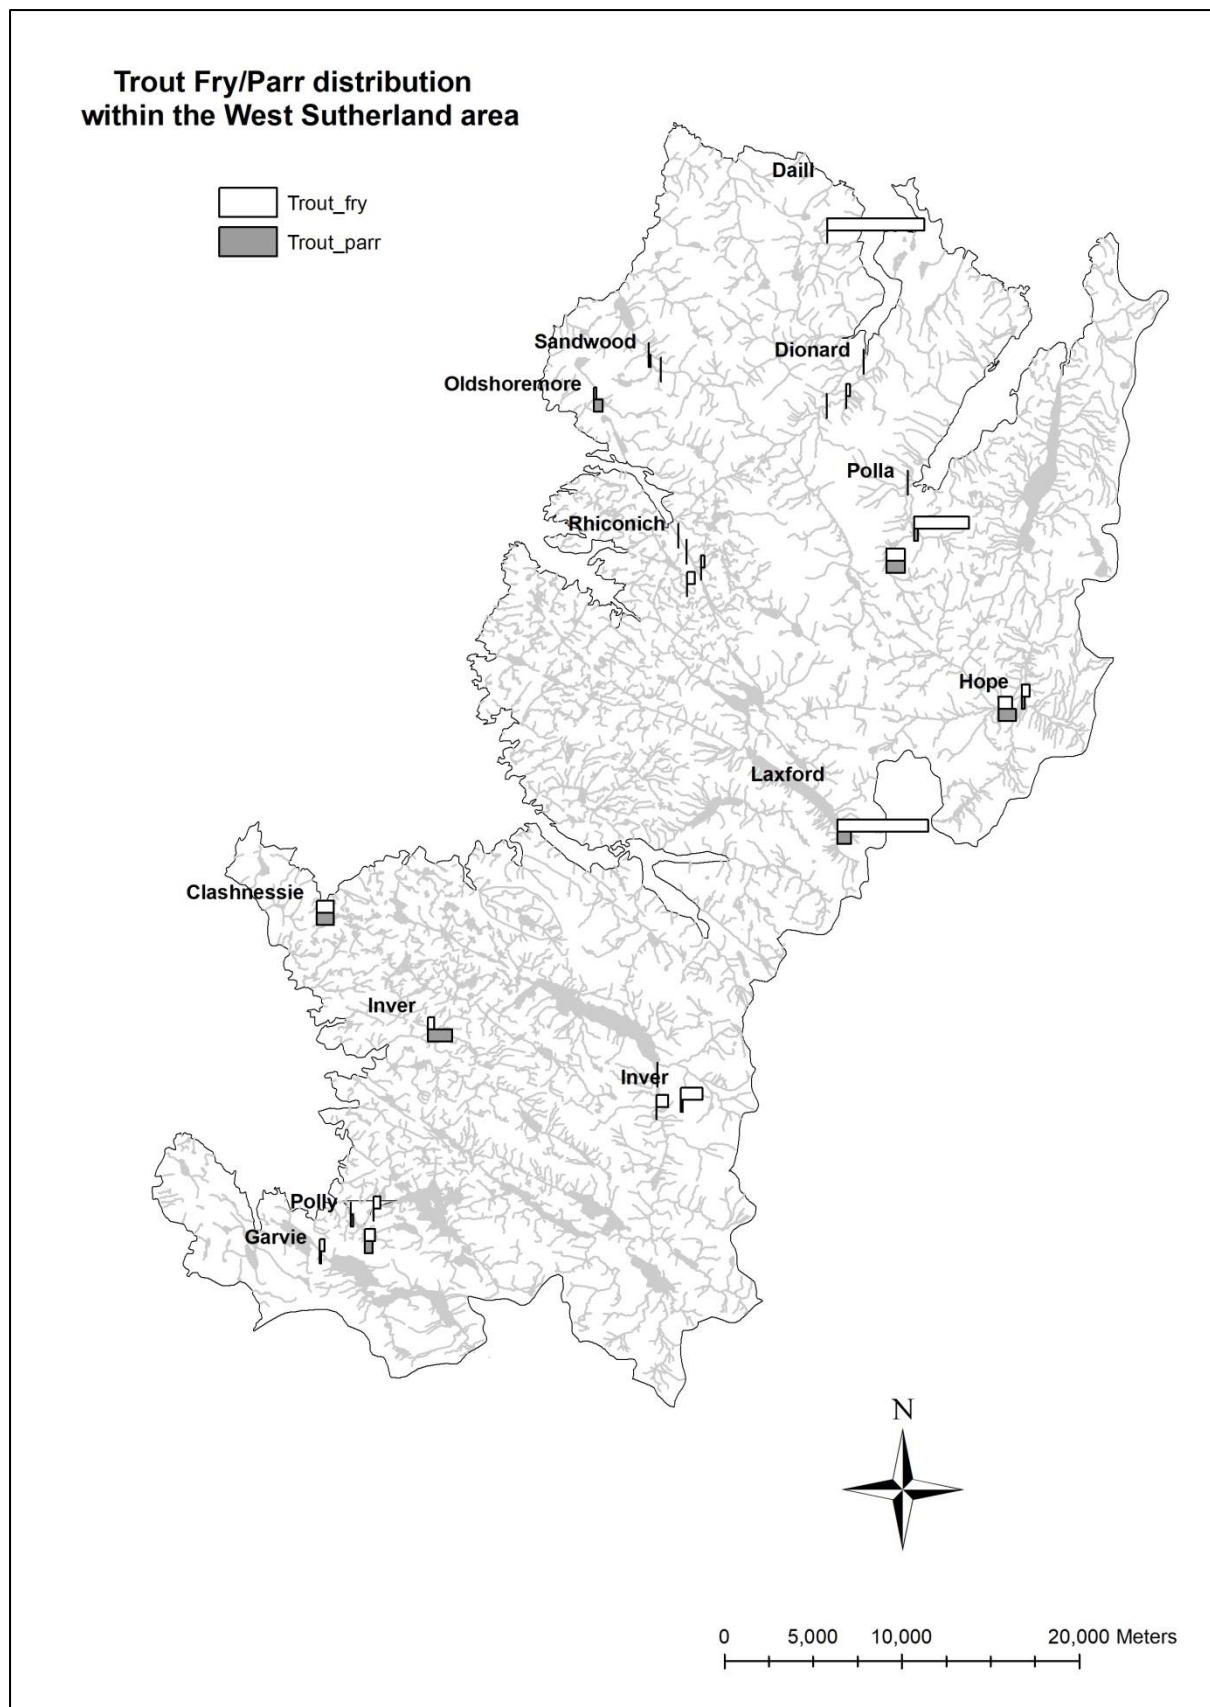 Trout Fry/Parr distribution
within the West Sutherland area
Trout_fry
Trout_parr
Daill
Sandwood
Dionard
Oldshoremore
Polla
Rhiconich
Hope
Laxford
Clashnessie
Inver
Inver
Polly
Garvie
N
0 5,000 10,000 20,000 Meters